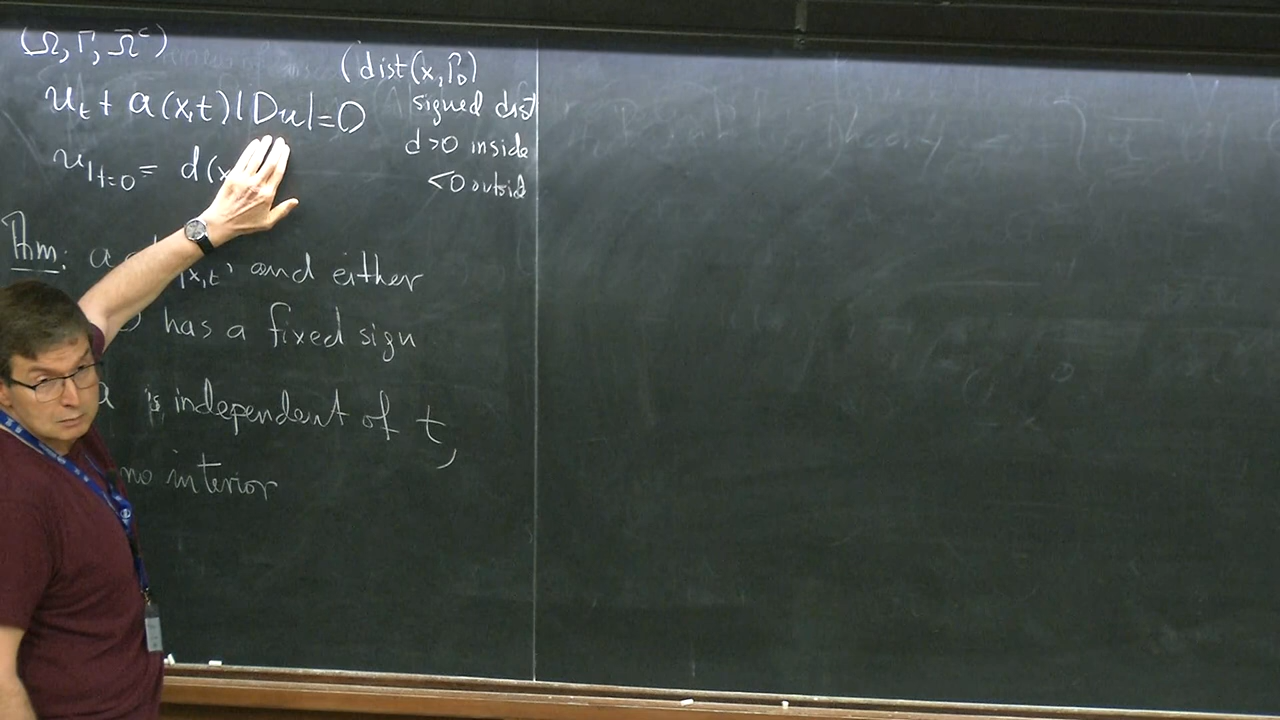 (Ω, Γ, Ω̄ᶜ)
(dist(x, Γ₀)
u_t + a(x,t)|Du|=0
signed dist
d>0 inside
u|_{t=0} = d(x
<0 outside
Thm: a |x,t, and either
has a fixed sign
is independent of t,
no interior